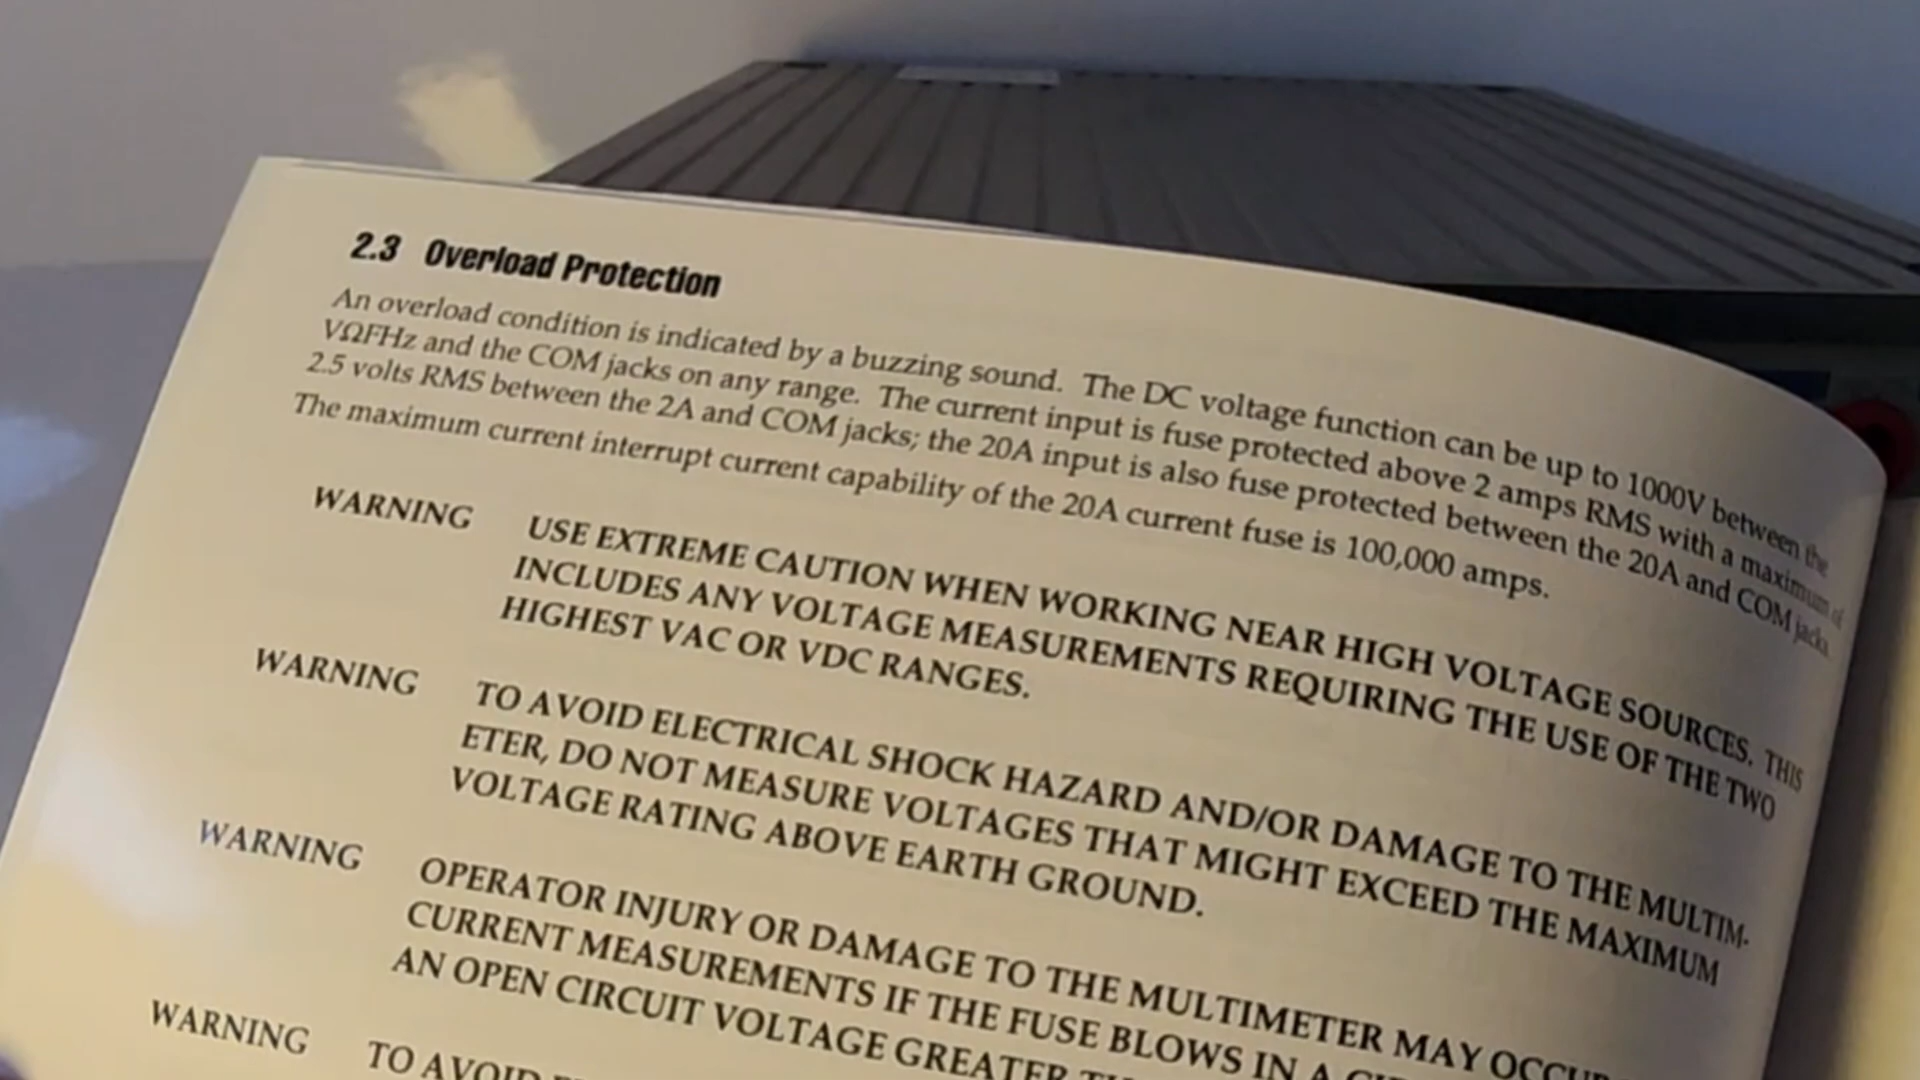 2.3 Overload Protection
An overload condition is indicated by a buzzing sound. The DC voltage function can be up to 1000V between the
VΩFHz and the COM jacks on any range. The current input is fuse protected above 2 amps RMS with a maximum of
2.5 volts RMS between the 2A and COM jacks; the 20A input is also fuse protected between the 20A and COM jacks.
The maximum current interrupt current capability of the 20A current fuse is 100,000 amps.
WARNING USE EXTREME CAUTION WHEN WORKING NEAR HIGH VOLTAGE SOURCES. THIS
INCLUDES ANY VOLTAGE MEASUREMENTS REQUIRING THE USE OF THE TWO
HIGHEST VAC OR VDC RANGES.
WARNING TO AVOID ELECTRICAL SHOCK HAZARD AND/OR DAMAGE TO THE MULTIM-
ETER, DO NOT MEASURE VOLTAGES THAT MIGHT EXCEED THE MAXIMUM
VOLTAGE RATING ABOVE EARTH GROUND.
WARNING OPERATOR INJURY OR DAMAGE TO THE MULTIMETER MAY OCCUR
CURRENT MEASUREMENTS IF THE FUSE BLOWS IN A
AN OPEN CIRCUIT VOLTAGE GREATER
WARNING TO AVOID